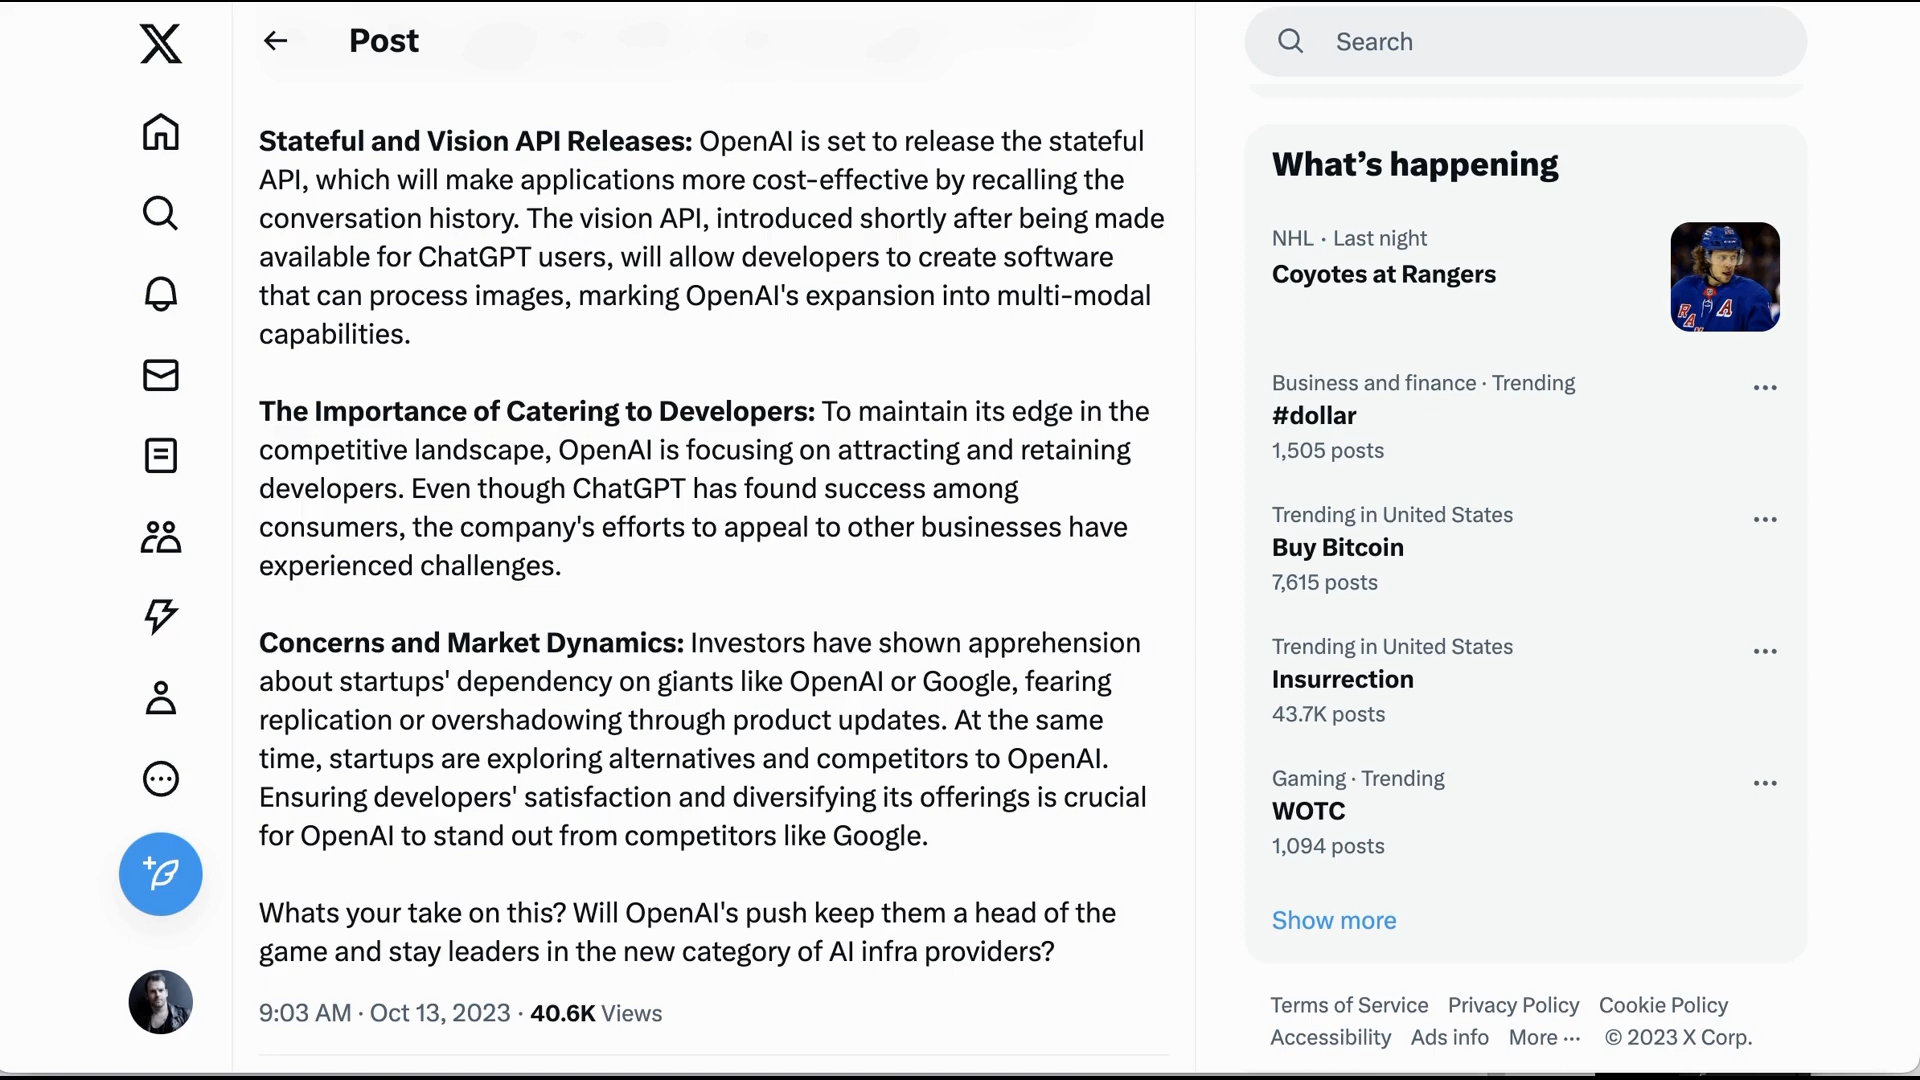 Post
Stateful and Vision API Releases: OpenAI is set to release the stateful
API, which will make applications more cost-effective by recalling the
conversation history. The vision API, introduced shortly after being made
available for ChatGPT users, will allow developers to create software
that can process images, marking OpenAI's expansion into multi-modal
capabilities.
The Importance of Catering to Developers: To maintain its edge in the
competitive landscape, OpenAI is focusing on attracting and retaining
developers. Even though ChatGPT has found success among
consumers, the company's efforts to appeal to other businesses have
experienced challenges.
Concerns and Market Dynamics: Investors have shown apprehension
about startups' dependency on giants like OpenAI or Google, fearing
replication or overshadowing through product updates. At the same
time, startups are exploring alternatives and competitors to OpenAI.
Ensuring developers' satisfaction and diversifying its offerings is crucial
for OpenAI to stand out from competitors like Google.
Whats your take on this? Will OpenAI's push keep them a head of the
game and stay leaders in the new category of AI infra providers?
9:03 AM · Oct 13, 2023 · 40.6K Views
Search
What's happening
NHL · Last night
Coyotes at Rangers
Business and finance · Trending
#dollar
1,505 posts
Trending in United States
Buy Bitcoin
7,615 posts
Trending in United States
Insurrection
43.7K posts
Gaming · Trending
WOTC
1,094 posts
Show more
Terms of Service Privacy Policy Cookie Policy
Accessibility Ads info More ··· © 2023 X Corp.